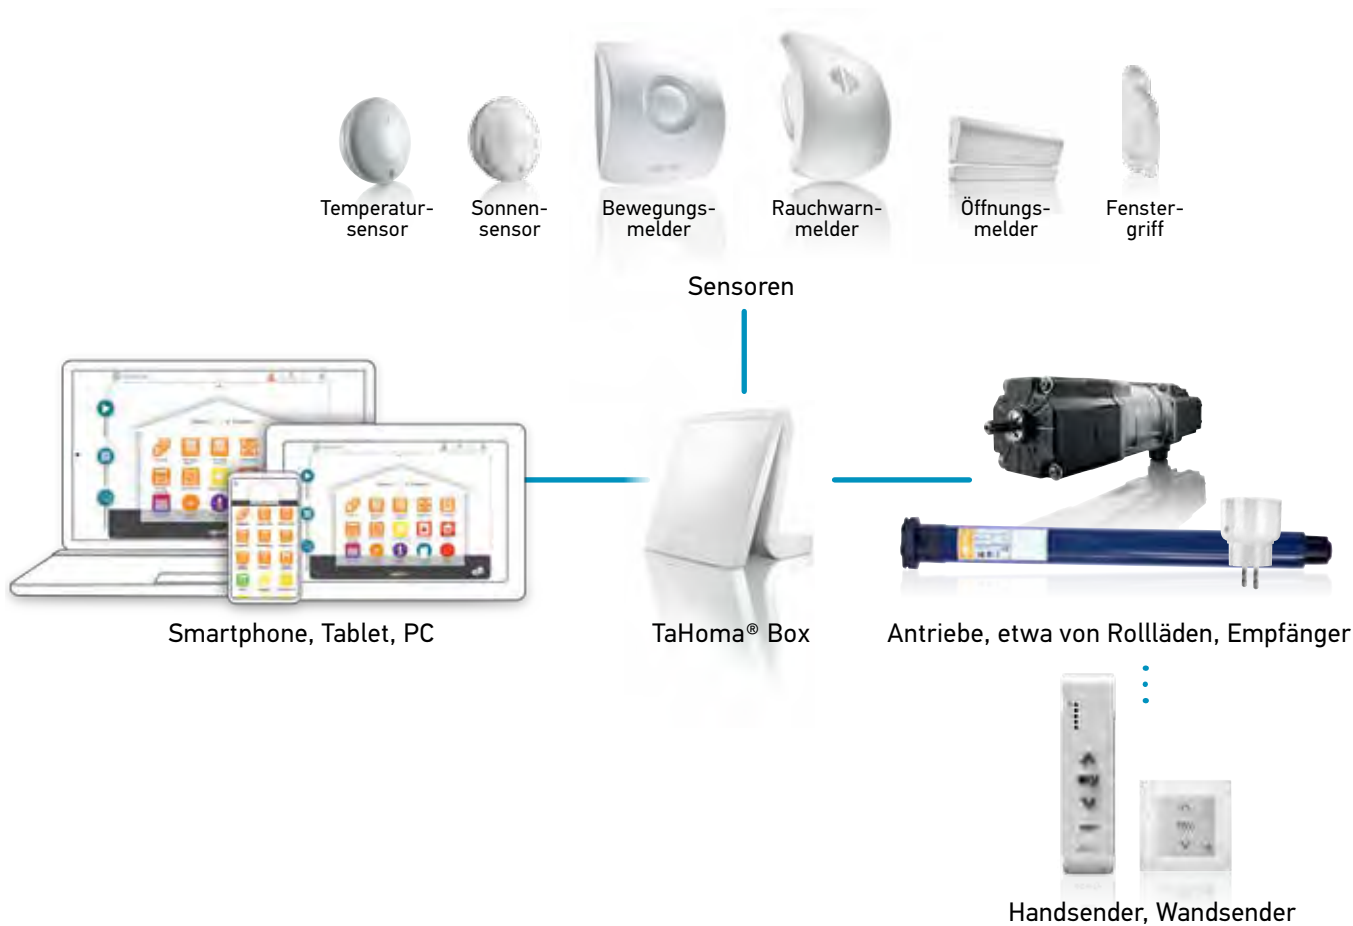 Temperatur-
sensor
Sonnen-
sensor
Bewegungs-
melder
Rauchwarn-
melder
Öffnungs-
melder
Fenster-
griff
Sensoren
Smartphone, Tablet, PC
TaHoma® Box
Antriebe, etwa von Rollläden, Empfänger
Handsender, Wandsender